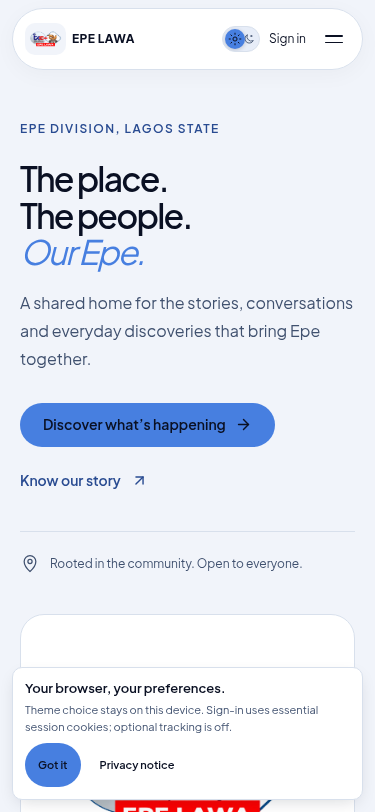 EPE LAWA
Sign in
EPE DIVISION, LAGOS STATE
The place.
The people.
Our Epe.
A shared home for the stories, conversations
and everyday discoveries that bring Epe
together.
Discover what’s happening
Know our story
Rooted in the community. Open to everyone.
Your browser, your preferences.
Theme choice stays on this device. Sign-in uses essential
session cookies; optional tracking is off.
Got it
Privacy notice
EPE LAWA